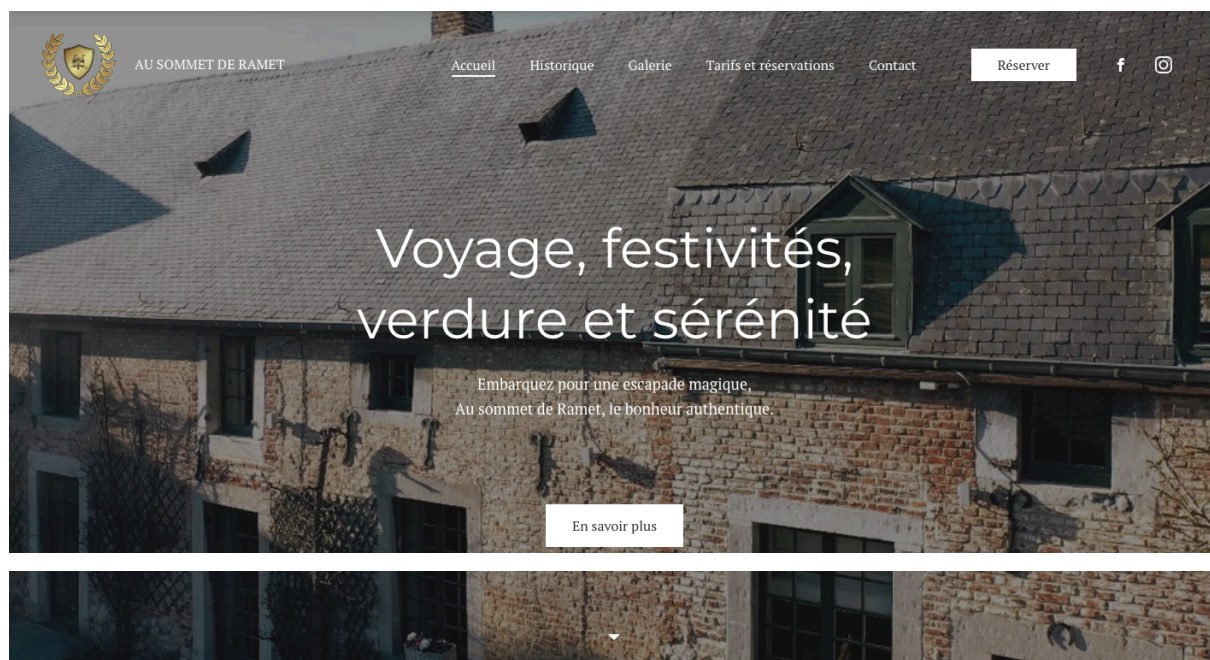 AU SOMMET DE RAMET
Accueil
Historique
Galerie
Tarifs et réservations
Contact
Réserver
Voyage, festivités,
verdure et sérénité
Embarquez pour une escapade magique,
Au sommet de Ramet, le bonheur authentique.
En savoir plus